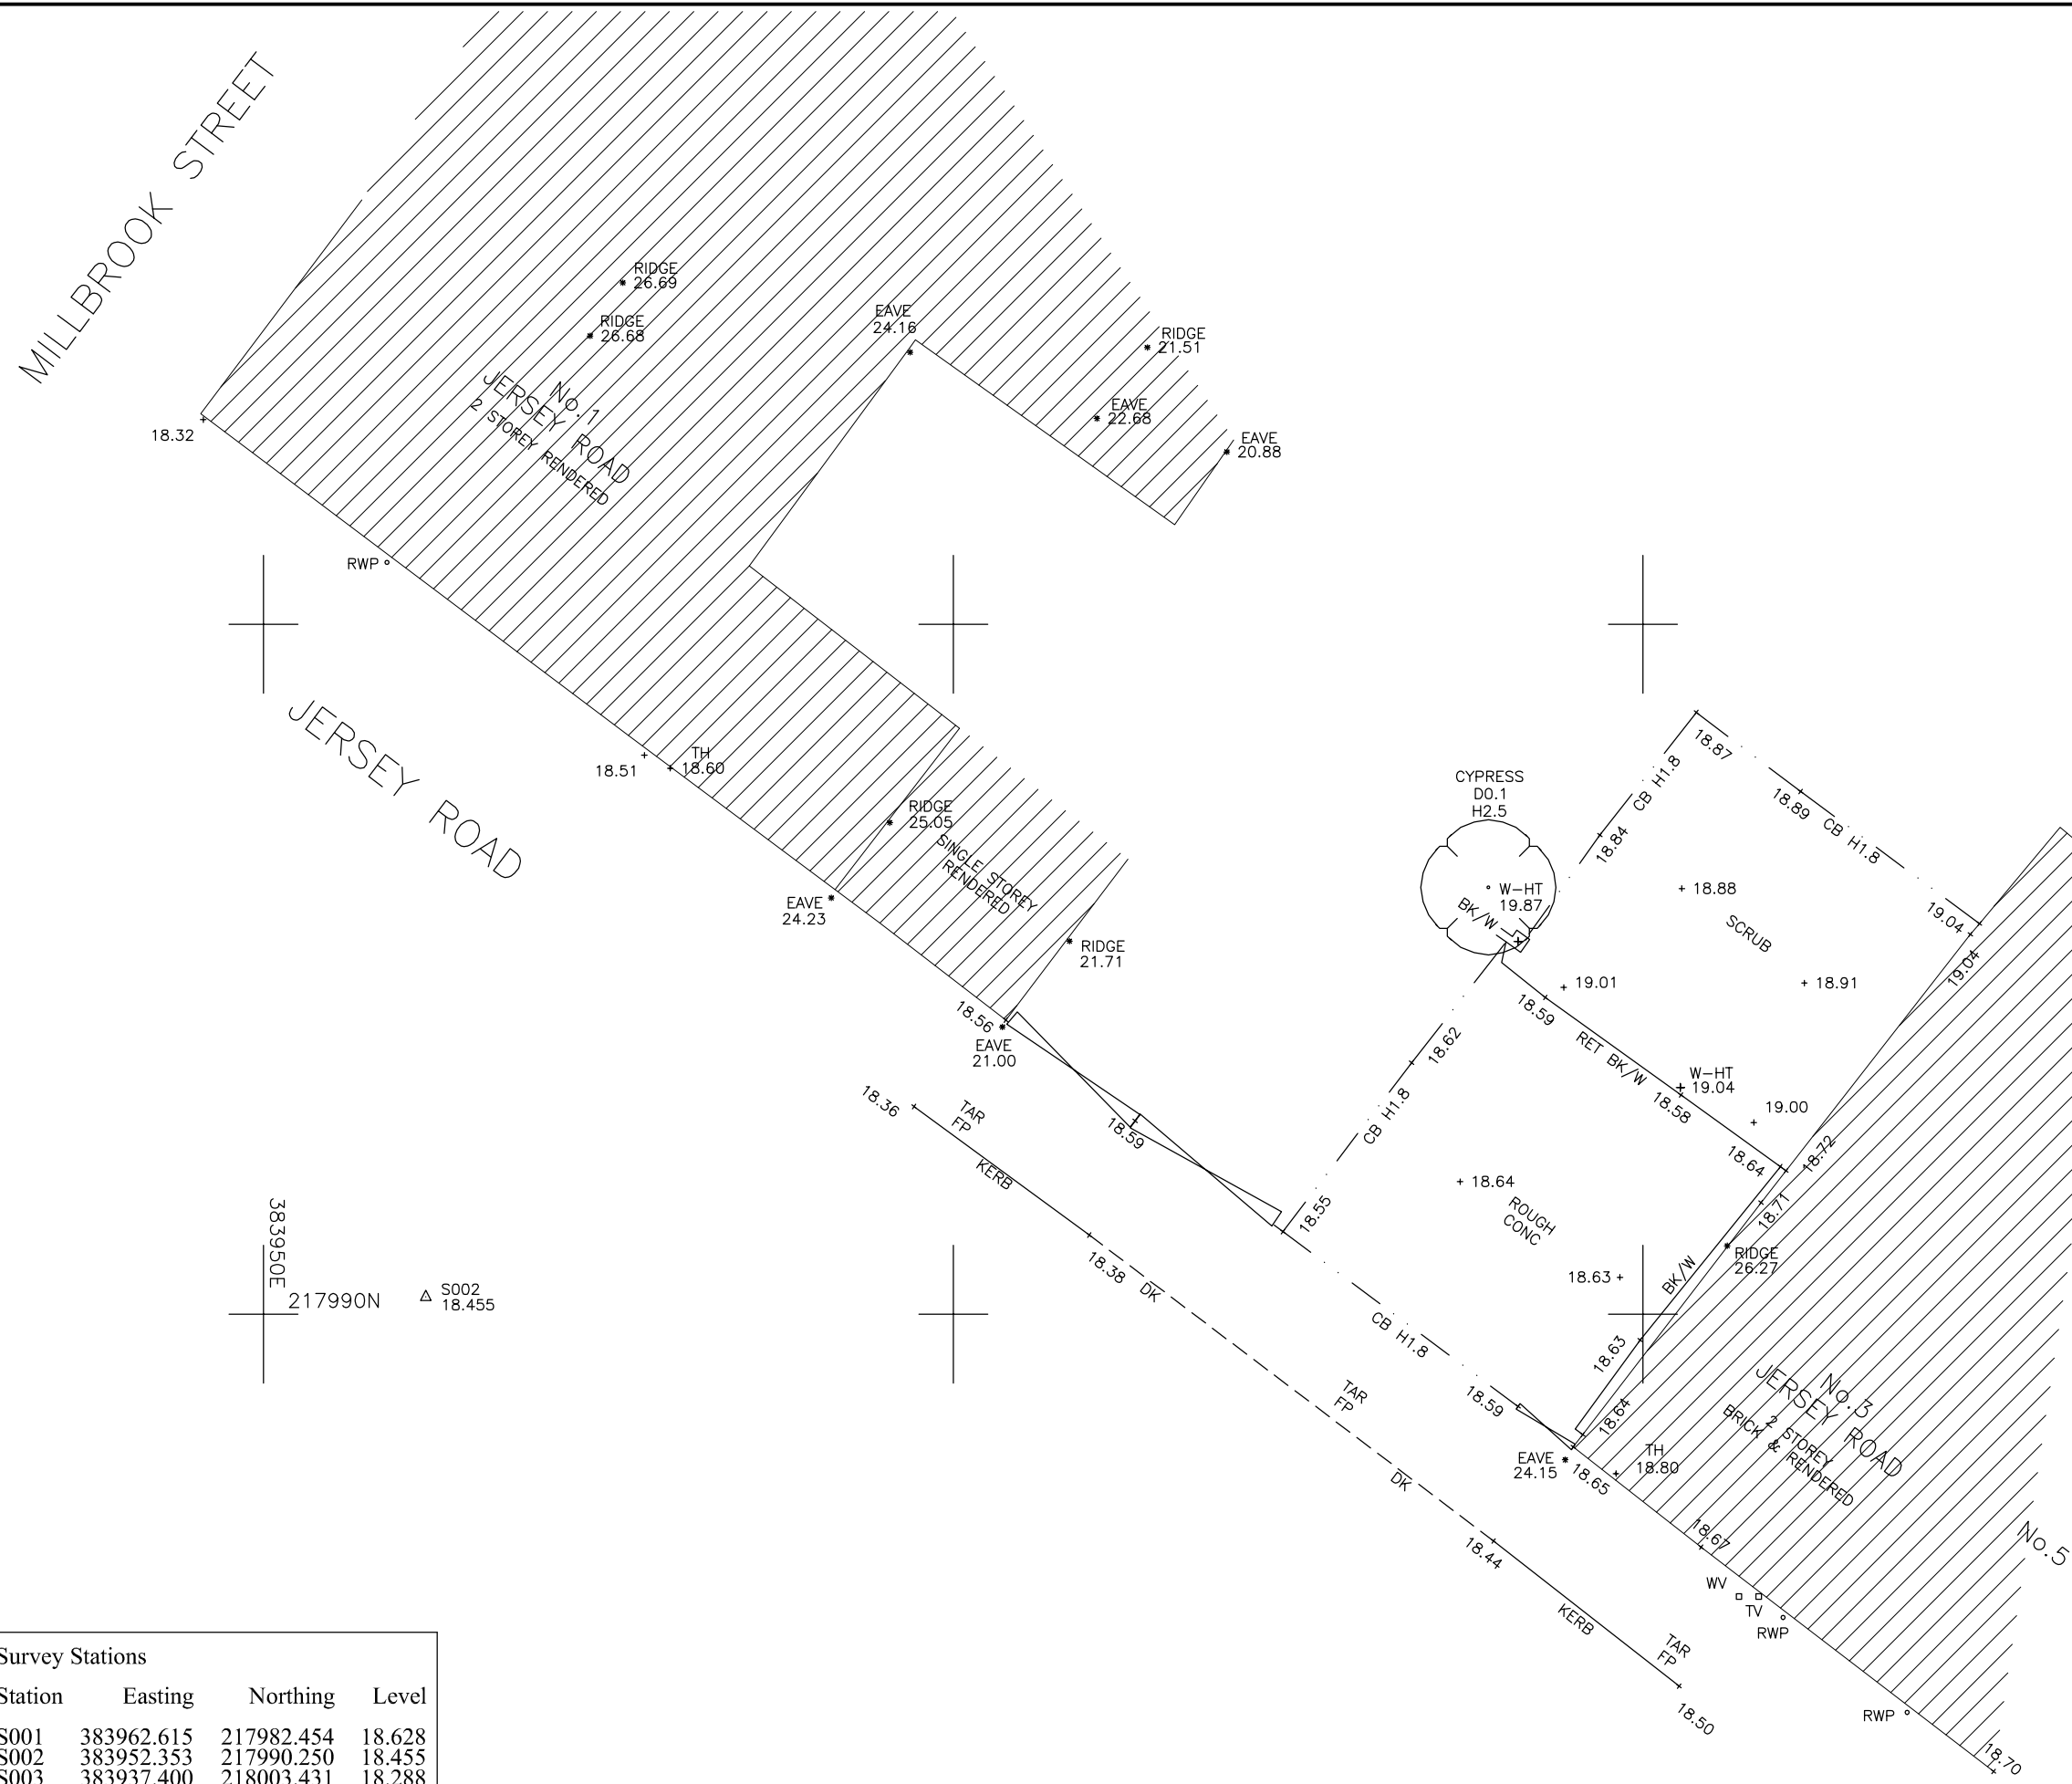 MILLBROOK STREET
RIDGE
26.69
RIDGE
26.68
EAVE
24.16
RIDGE
21.51
EAVE
22.68
EAVE
20.88
18.32
No.1
JERSEY ROAD
2 STOREY RENDERED
RWP
JERSEY ROAD
18.51
TH
18.60
RIDGE
25.05
SINGLE STOREY
RENDERED
EAVE
24.23
RIDGE
21.71
18.56
EAVE
21.00
CYPRESS
D0.1
H2.5
W-HT
19.87
BK/W
18.87
CB H1.8
18.84
18.89
CB H1.8
18.88
SCRUB
19.04
19.04
18.91
19.01
18.59
RET BK/W
W-HT
19.04
18.58
19.00
18.64
18.72
18.71
18.62
CB H1.8
18.55
18.64
ROUGH
CONC
18.63
BK/W
RIDGE
26.27
18.36
TAR
FP
KERB
18.59
18.38
DK
383950E
217990N
S002
18.455
CB H1.8
TAR
FP
18.59
18.63
18.64
EAVE
24.15
18.65
TH
18.80
No.3
JERSEY ROAD
2 STOREY
BRICK & RENDERED
DK
18.44
18.67
WV
TV
RWP
No.5
KERB
TAR
FP
18.50
RWP
18.70
Survey Stations
Station Easting Northing Level
S001 383962.615 217982.454 18.628
S002 383952.353 217990.250 18.455
S003 383937.400 218003.431 18.288